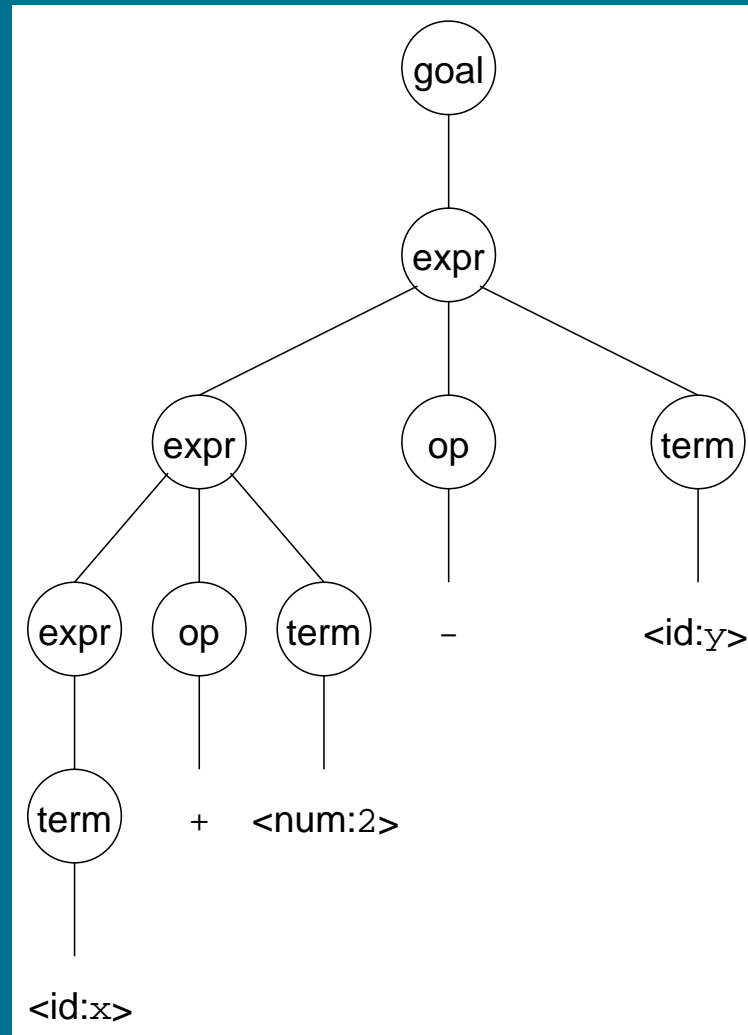 goal
expr
expr op term
expr op term - <id:y>
term + <num:2>
<id:x>